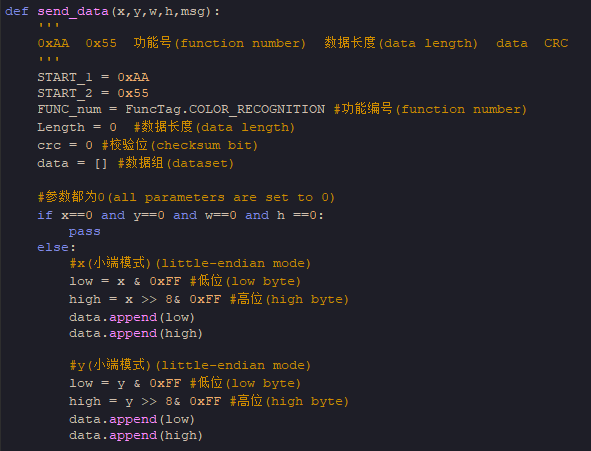 def send_data(x,y,w,h,msg):
'''
0xAA 0x55 功能号(function number) 数据长度(data length) data CRC
'''
START_1 = 0xAA
START_2 = 0x55
FUNC_num = FuncTag.COLOR_RECOGNITION #功能编号(function number)
Length = 0 #数据长度(data length)
crc = 0 #校验位(checksum bit)
data = [] #数据组(dataset)
#参数都为0(all parameters are set to 0)
if x==0 and y==0 and w==0 and h ==0:
pass
else:
#x(小端模式)(little-endian mode)
low = x & 0xFF #低位(low byte)
high = x >> 8& 0xFF #高位(high byte)
data.append(low)
data.append(high)
#y(小端模式)(little-endian mode)
low = y & 0xFF #低位(low byte)
high = y >> 8& 0xFF #高位(high byte)
data.append(low)
data.append(high)